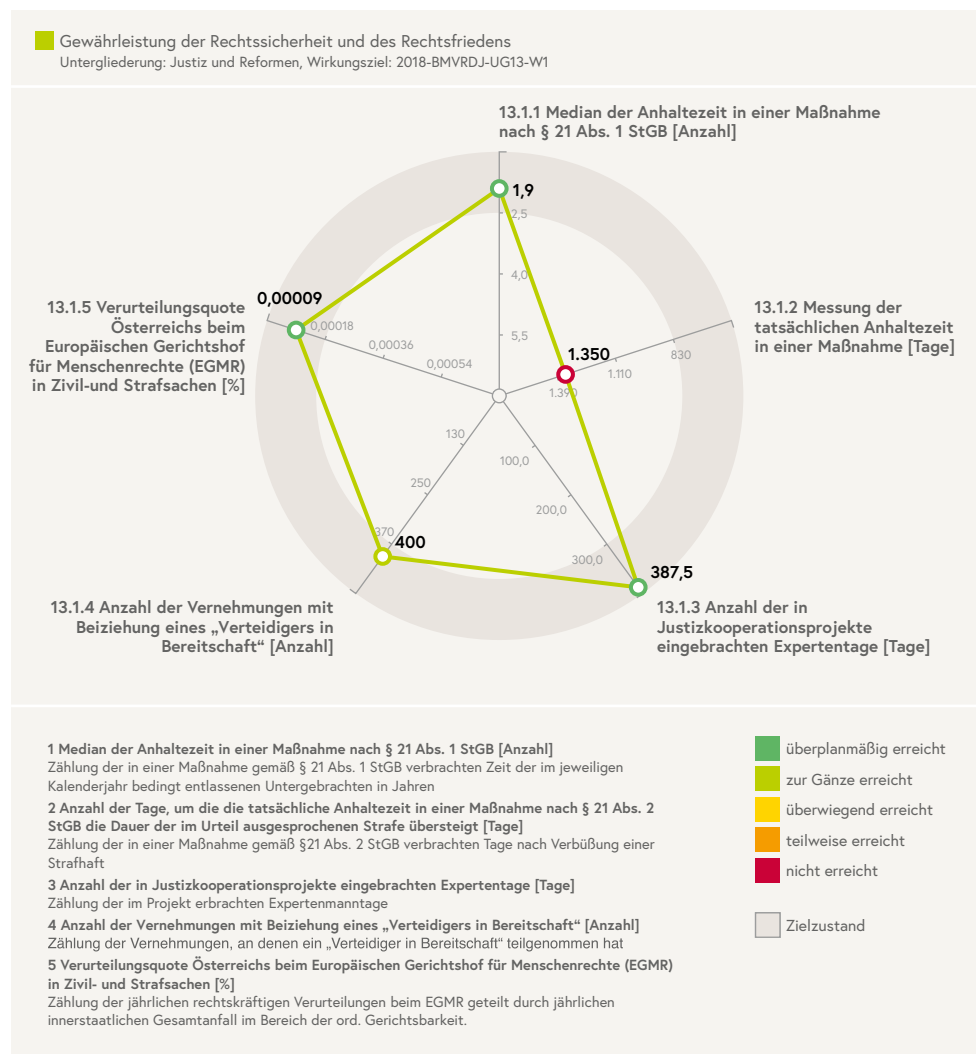 Gewährleistung der Rechtssicherheit und des Rechtsfriedens
Untergliederung: Justiz und Reformen, Wirkungsziel: 2018-BMVRDJ-UG13-W1
13.1.1 Median der Anhaltezeit in einer Maßnahme
nach § 21 Abs. 1 StGB [Anzahl]
1,9
2,5
4,0
5,5
13.1.2 Messung der
tatsächlichen Anhaltezeit
in einer Maßnahme [Tage]
830
1.110
1.350
1.390
13.1.5 Verurteilungsquote
Österreichs beim
Europäischen Gerichtshof
für Menschenrechte (EGMR)
in Zivil-und Strafsachen [%]
0,00009
0,00018
0,00036
0,00054
130
250
370
400
100,0
200,0
300,0
387,5
13.1.4 Anzahl der Vernehmungen mit
Beiziehung eines „Verteidigers in
Bereitschaft“ [Anzahl]
13.1.3 Anzahl der in
Justizkooperationsprojekte
eingebrachten Expertentage [Tage]
1 Median der Anhaltezeit in einer Maßnahme nach § 21 Abs. 1 StGB [Anzahl]
Zählung der in einer Maßnahme gemäß § 21 Abs. 1 StGB verbrachten Zeit der im jeweiligen
Kalenderjahr bedingt entlassenen Untergebrachten in Jahren
2 Anzahl der Tage, um die die tatsächliche Anhaltezeit in einer Maßnahme nach § 21 Abs. 2
StGB die Dauer der im Urteil ausgesprochenen Strafe übersteigt [Tage]
Zählung der in einer Maßnahme gemäß §21 Abs. 2 StGB verbrachten Tage nach Verbüßung einer
Strafhaft
3 Anzahl der in Justizkooperationsprojekte eingebrachten Expertentage [Tage]
Zählung der im Projekt erbrachten Expertenmanntage
4 Anzahl der Vernehmungen mit Beiziehung eines „Verteidigers in Bereitschaft“ [Anzahl]
Zählung der Vernehmungen, an denen ein „Verteidiger in Bereitschaft“ teilgenommen hat
5 Verurteilungsquote Österreichs beim Europäischen Gerichtshof für Menschenrechte (EGMR)
in Zivil- und Strafsachen [%]
Zählung der jährlichen rechtskräftigen Verurteilungen beim EGMR geteilt durch jährlichen
innerstaatlichen Gesamtanfall im Bereich der ord. Gerichtsbarkeit.
überplanmäßig erreicht
zur Gänze erreicht
überwiegend erreicht
teilweise erreicht
nicht erreicht
Zielzustand